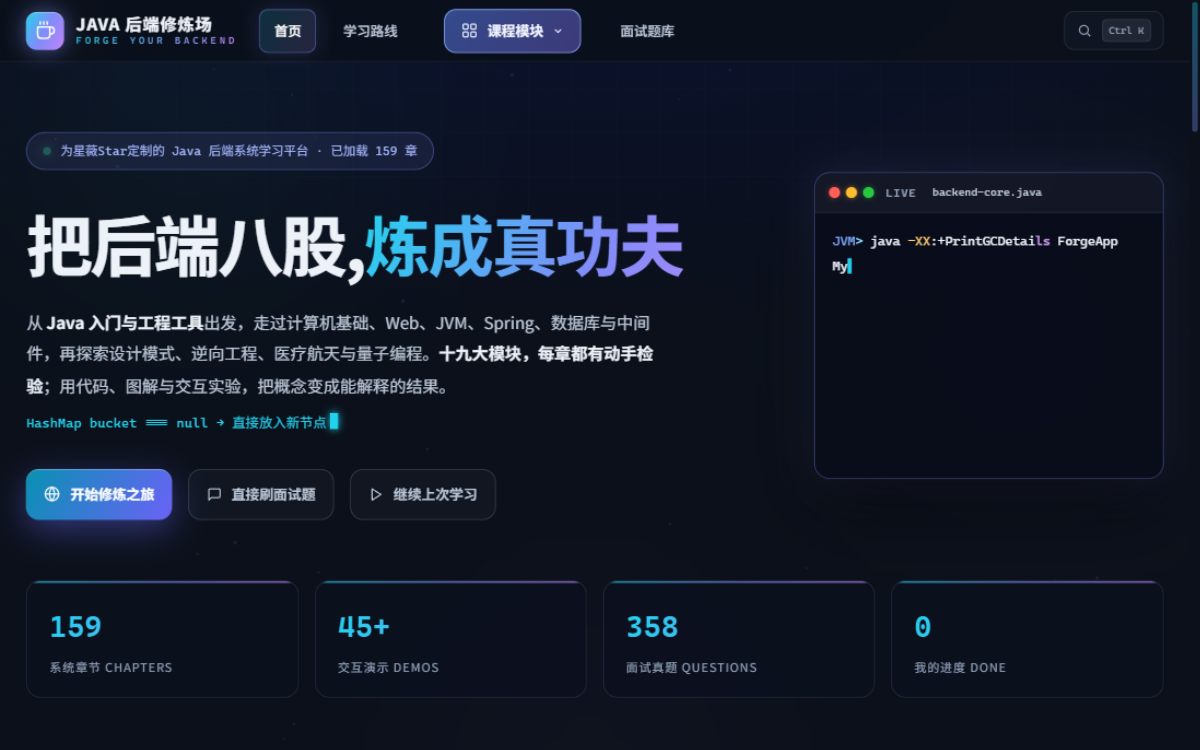 JAVA 后端修炼场
FORGE YOUR BACKEND
首页
学习路线
课程模块
面试题库
Ctrl K
为星薇Star定制的 Java 后端系统学习平台 · 已加载 159 章
LIVE backend-core.java
JVM> java -XX:+PrintGCDetails ForgeApp
My
把后端八股,炼成真功夫
从 Java 入门与工程工具出发，走过计算机基础、Web、JVM、Spring、数据库与中间
件，再探索设计模式、逆向工程、医疗航天与量子编程。十九大模块，每章都有动手检
验；用代码、图解与交互实验，把概念变成能解释的结果。
HashMap bucket === null → 直接放入新节点
开始修炼之旅
直接刷面试题
继续上次学习
159
系统章节 CHAPTERS
45+
交互演示 DEMOS
358
面试真题 QUESTIONS
0
我的进度 DONE